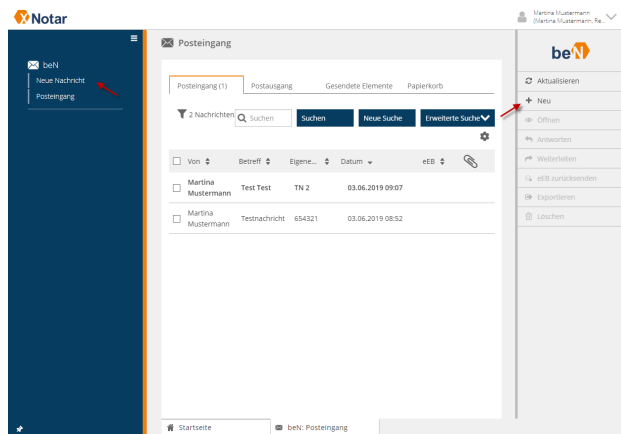 XNotar
Martina Mustermann
(Martina Mustermann, Re...
beN
Neue Nachricht
Posteingang
Posteingang
Posteingang (1) Postausgang Gesendete Elemente Papierkorb
2 Nachrichten Suchen Suchen Neue Suche Erweiterte Suche
Von Betreff Eigene... Datum eEB
Martina
Mustermann
Test Test TN 2 03.06.2019 09:07
Martina
Mustermann
Testnachricht 654321 03.06.2019 08:52
beN
Aktualisieren
Neu
Öffnen
Antworten
Weiterleiten
eEB zurücksenden
Exportieren
Löschen
Startseite beN: Posteingang